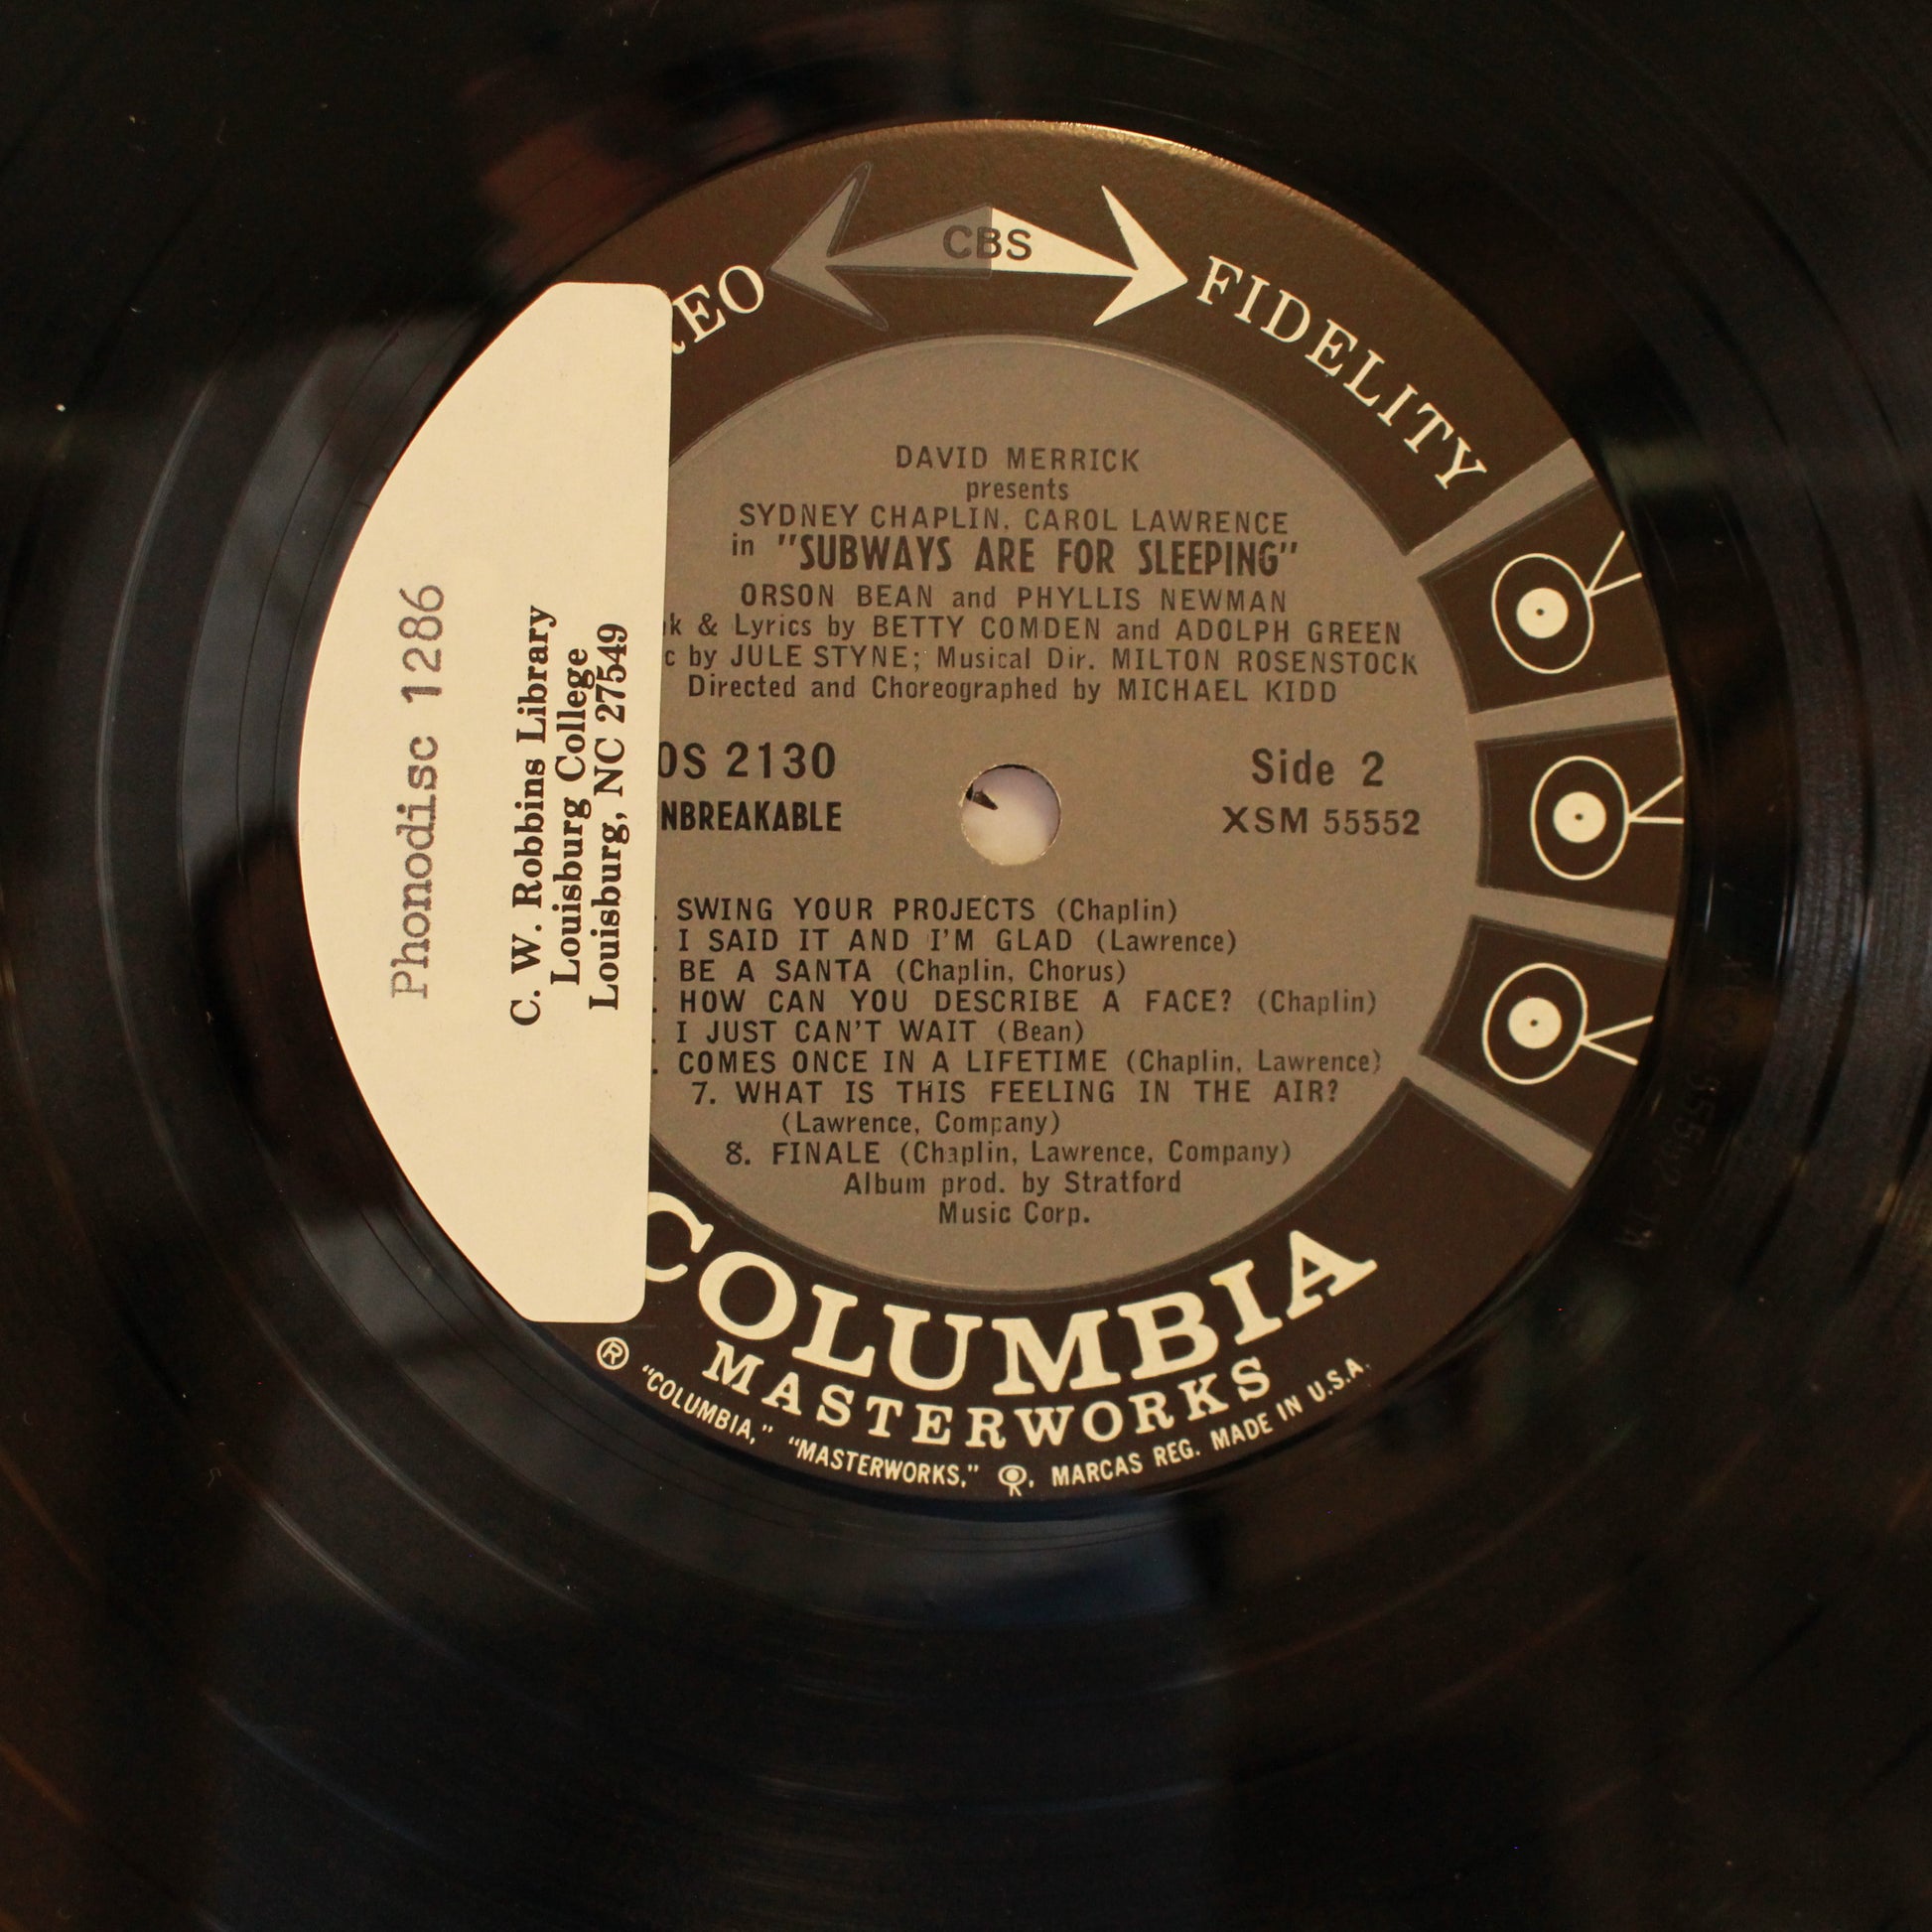 CBS
REO FIDELITY
DAVID MERRICK
presents
SYDNEY CHAPLIN, CAROL LAWRENCE
in "SUBWAYS ARE FOR SLEEPING"
ORSON BEAN and PHYLLIS NEWMAN
k & Lyrics by BETTY COMDEN and ADOLPH GREEN
c by JULE STYNE; Musical Dir. MILTON ROSENSTOCK
Directed and Choreographed by MICHAEL KIDD
OS 2130 Side 2
NBREAKABLE XSM 55552
. SWING YOUR PROJECTS (Chaplin)
. I SAID IT AND I'M GLAD (Lawrence)
. BE A SANTA (Chaplin, Chorus)
. HOW CAN YOU DESCRIBE A FACE? (Chaplin)
. I JUST CAN'T WAIT (Bean)
. COMES ONCE IN A LIFETIME (Chaplin, Lawrence)
7. WHAT IS THIS FEELING IN THE AIR?
(Lawrence, Company)
8. FINALE (Chaplin, Lawrence, Company)
Album prod. by Stratford
Music Corp.
COLUMBIA
MASTERWORKS
® "COLUMBIA," "MASTERWORKS," MARCAS REG. MADE IN U.S.A.
Phonodisc 1286
C. W. Robbins Library
Louisburg College
Louisburg, NC 27549